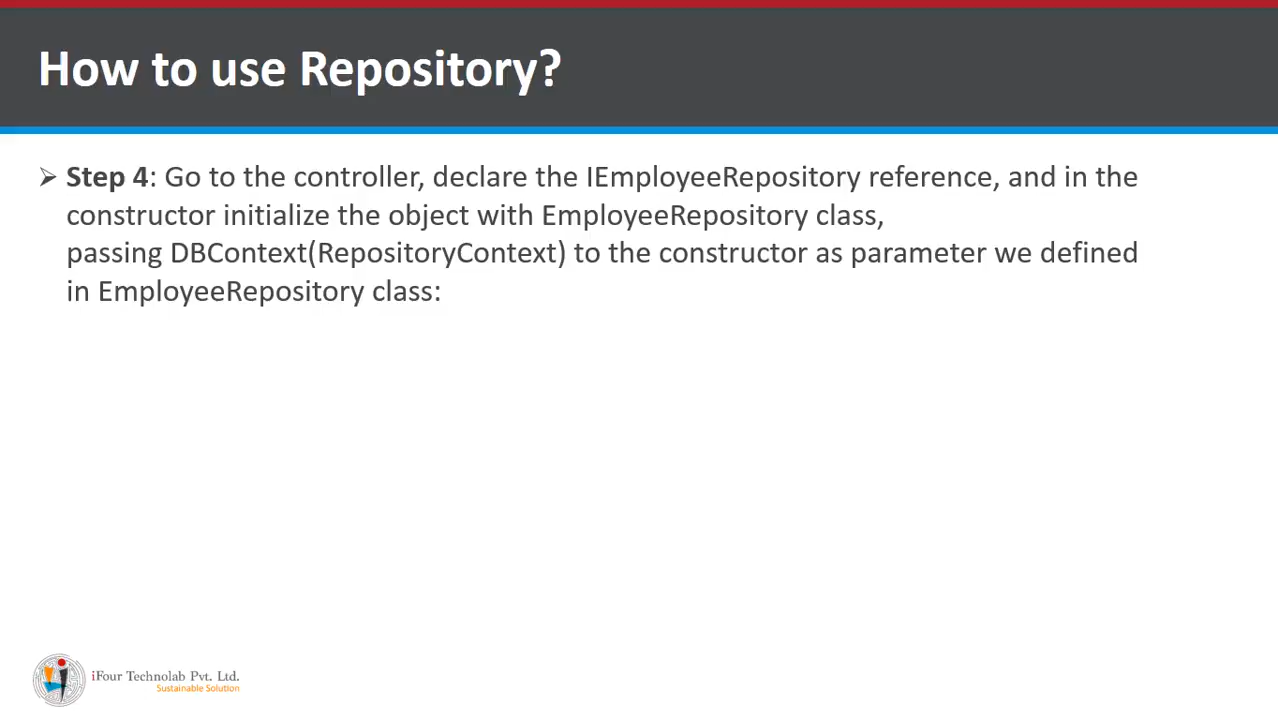 How to use Repository?
➢ Step 4: Go to the controller, declare the IEmployeeRepository reference, and in the
constructor initialize the object with EmployeeRepository class,
passing DBContext(RepositoryContext) to the constructor as parameter we defined
in EmployeeRepository class:
iFour Technolab Pvt. Ltd.
Sustainable Solution